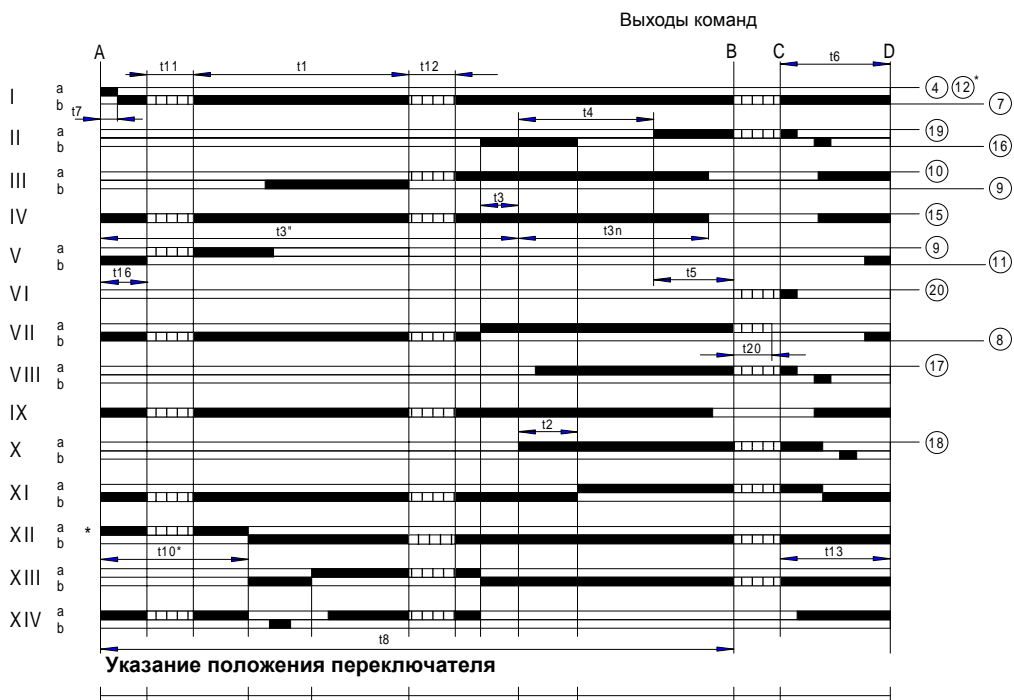 Выходы команд
A B C D
t11 t1 t12 t6
I a b 4 12* 7
t7
t4
II a b 19 16
III a b 10 9
t3
IV 15
t3" t3n
V a b 9 11
t16 t5
VI 20
VII a b 8
t20
VIII a b 17
IX
t2
X a b 18
XI a b
XII a b *
t10* t13
XIII a b
XIV a b
t8
Указание положения переключателя